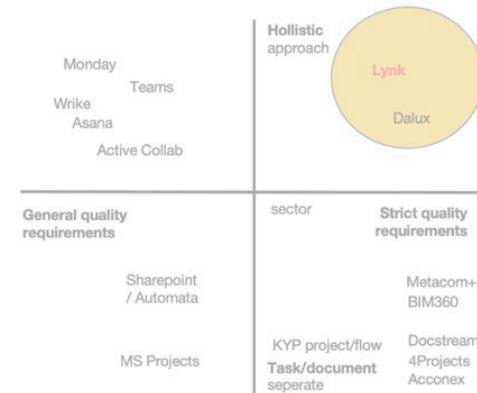 Hollistic
approach
Monday
Teams
Wrike
Asana
Active Collab
Lynk
Dalux
General quality
requirements
sector
Strict quality
requirements
Sharepoint
/ Automata
MS Projects
Metacom+
BIM360
KYP project/flow
Task/document
seperate
Docstream
4Projects
Acconex